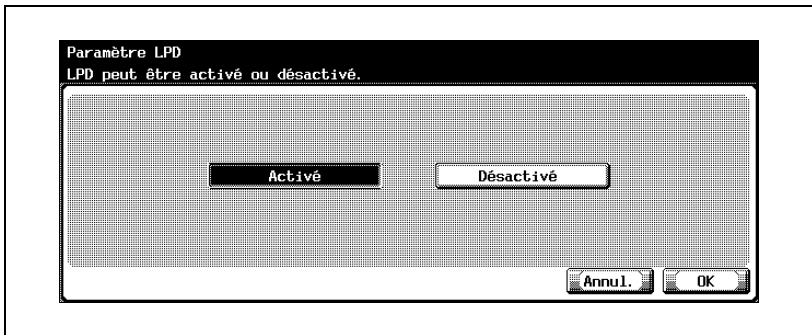 Paramètre LPD
LPD peut être activé ou désactivé.
Activé Désactivé
Annul. OK